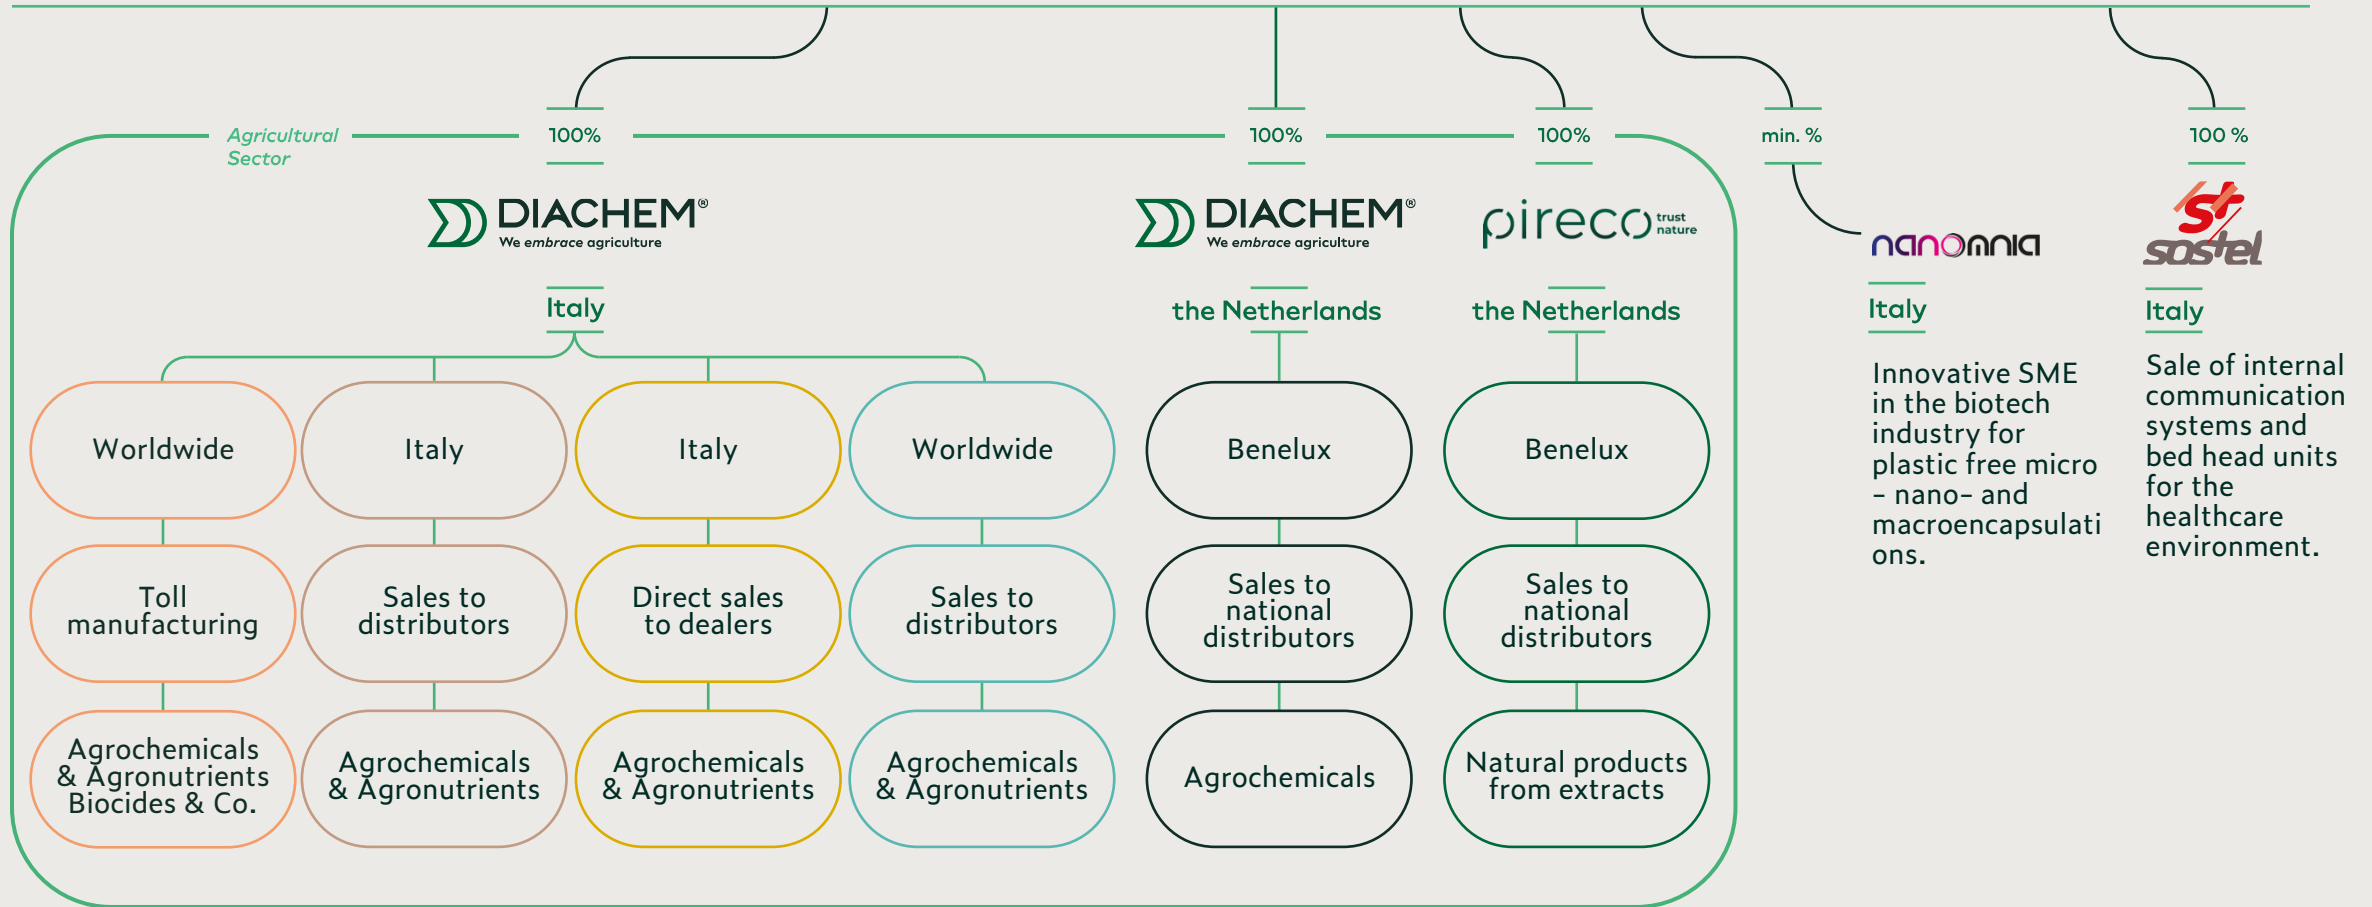 Agricultural
Sector
100%
100%
100%
min. %
100 %
DIACHEM®
We embrace agriculture
DIACHEM®
We embrace agriculture
pireco trust
nature
nanomnia
st
sostel
Italy
the Netherlands
the Netherlands
Italy
Italy
Worldwide
Toll
manufacturing
Agrochemicals
& Agronutrients
Biocides & Co.
Italy
Sales to
distributors
Agrochemicals
& Agronutrients
Italy
Direct sales
to dealers
Agrochemicals
& Agronutrients
Worldwide
Sales to
distributors
Agrochemicals
& Agronutrients
Benelux
Sales to
national
distributors
Agrochemicals
Benelux
Sales to
national
distributors
Natural products
from extracts
Innovative SME
in the biotech
industry for
plastic free micro
- nano- and
macroencapsulati
ons.
Sale of internal
communication
systems and
bed head units
for the
healthcare
environment.